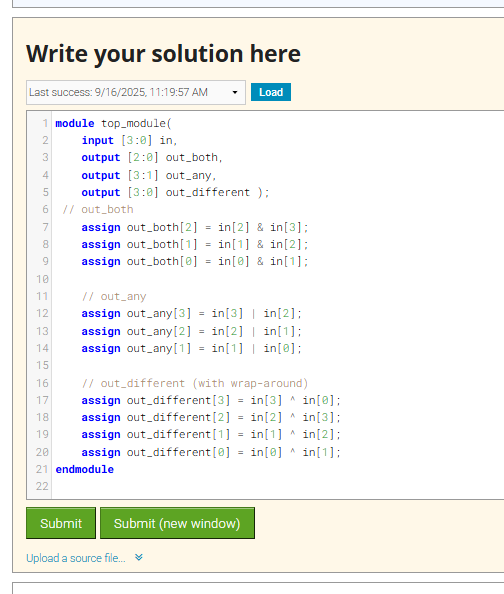 Write your solution here
Last success: 9/16/2025, 11:19:57 AM
Load
1 module top_module(
2     input [3:0] in,
3     output [2:0] out_both,
4     output [3:1] out_any,
5     output [3:0] out_different );
6  // out_both
7     assign out_both[2] = in[2] & in[3];
8     assign out_both[1] = in[1] & in[2];
9     assign out_both[0] = in[0] & in[1];
10
11     // out_any
12     assign out_any[3] = in[3] | in[2];
13     assign out_any[2] = in[2] | in[1];
14     assign out_any[1] = in[1] | in[0];
15
16     // out_different (with wrap-around)
17     assign out_different[3] = in[3] ^ in[0];
18     assign out_different[2] = in[2] ^ in[3];
19     assign out_different[1] = in[1] ^ in[2];
20     assign out_different[0] = in[0] ^ in[1];
21 endmodule
22
Submit
Submit (new window)
Upload a source file...